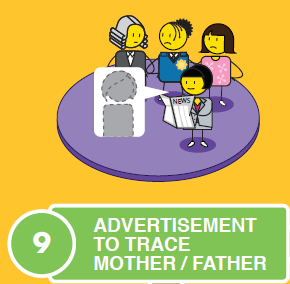 NEWS
9
ADVERTISEMENT
TO TRACE
MOTHER / FATHER